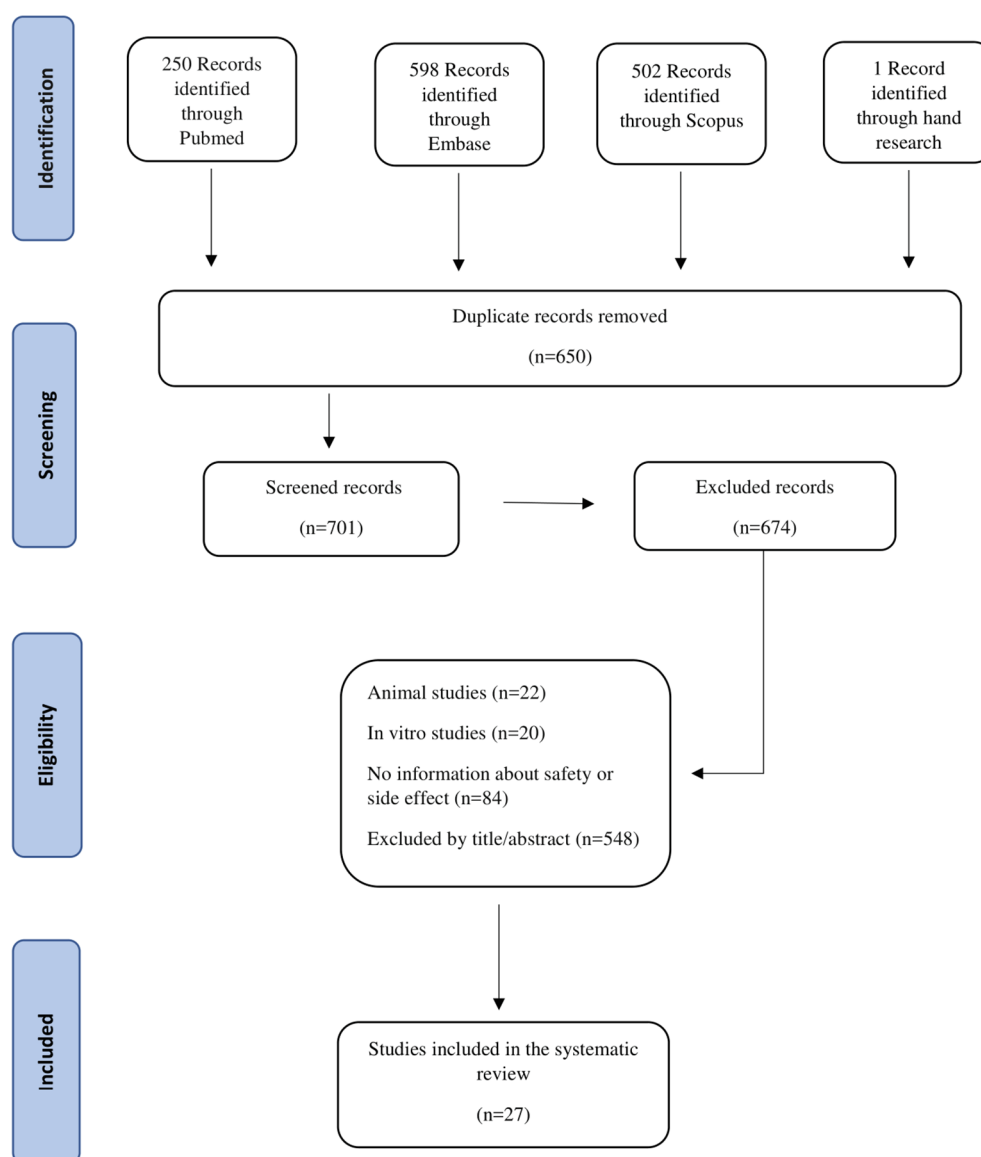 Identification
250 Records
identified
through
Pubmed
598 Records
identified
through
Embase
502 Records
identified
through Scopus
1 Record
identified
through hand
research
Screening
Duplicate records removed
(n=650)
Screened records
(n=701)
Excluded records
(n=674)
Eligibility
Animal studies (n=22)
In vitro studies (n=20)
No information about safety or
side effect (n=84)
Excluded by title/abstract (n=548)
Included
Studies included in the systematic
review
(n=27)